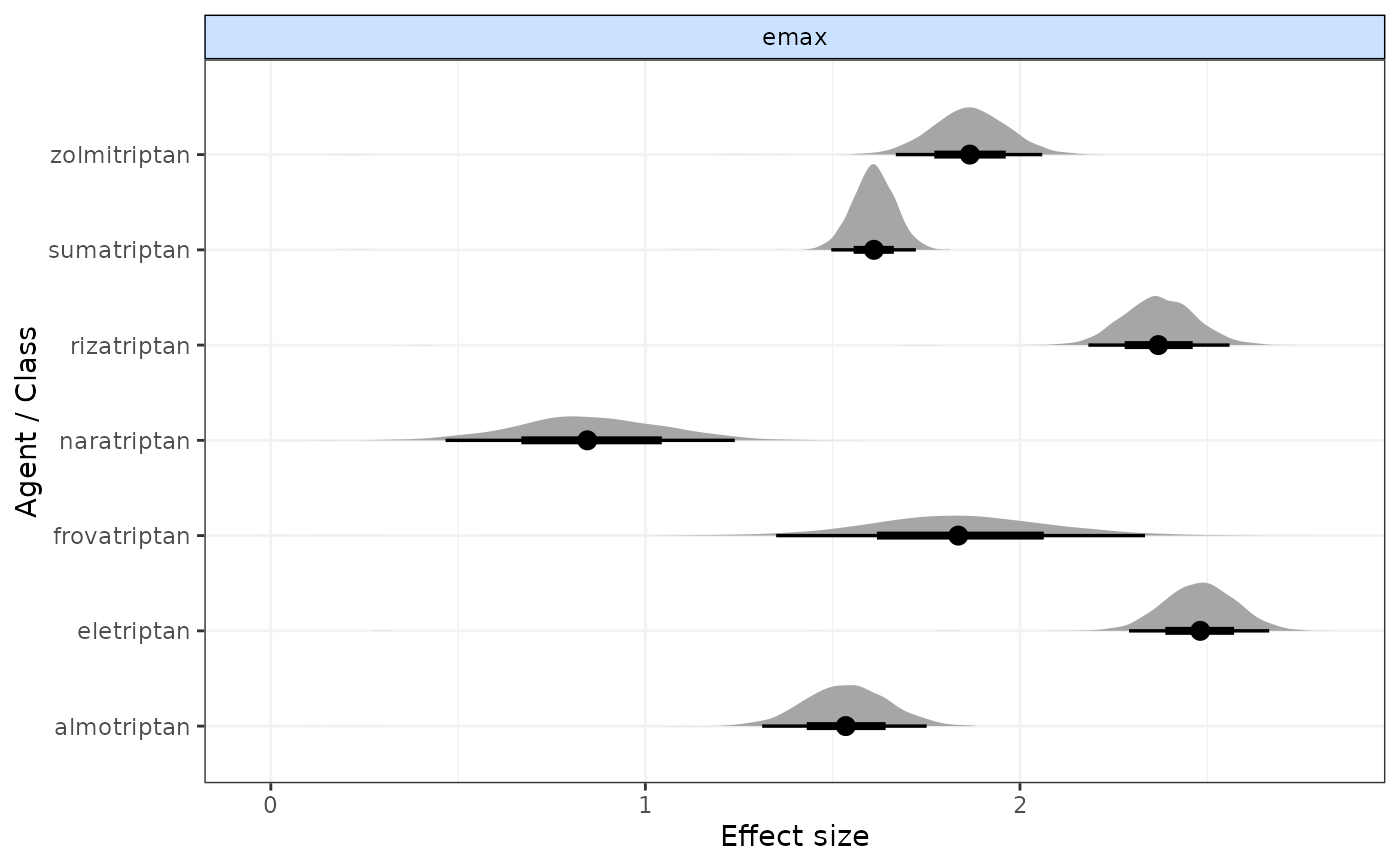 emax
Agent / Class
zolmitriptan
sumatriptan
rizatriptan
naratriptan
frovatriptan
eletriptan
almotriptan
0 1 2
Effect size